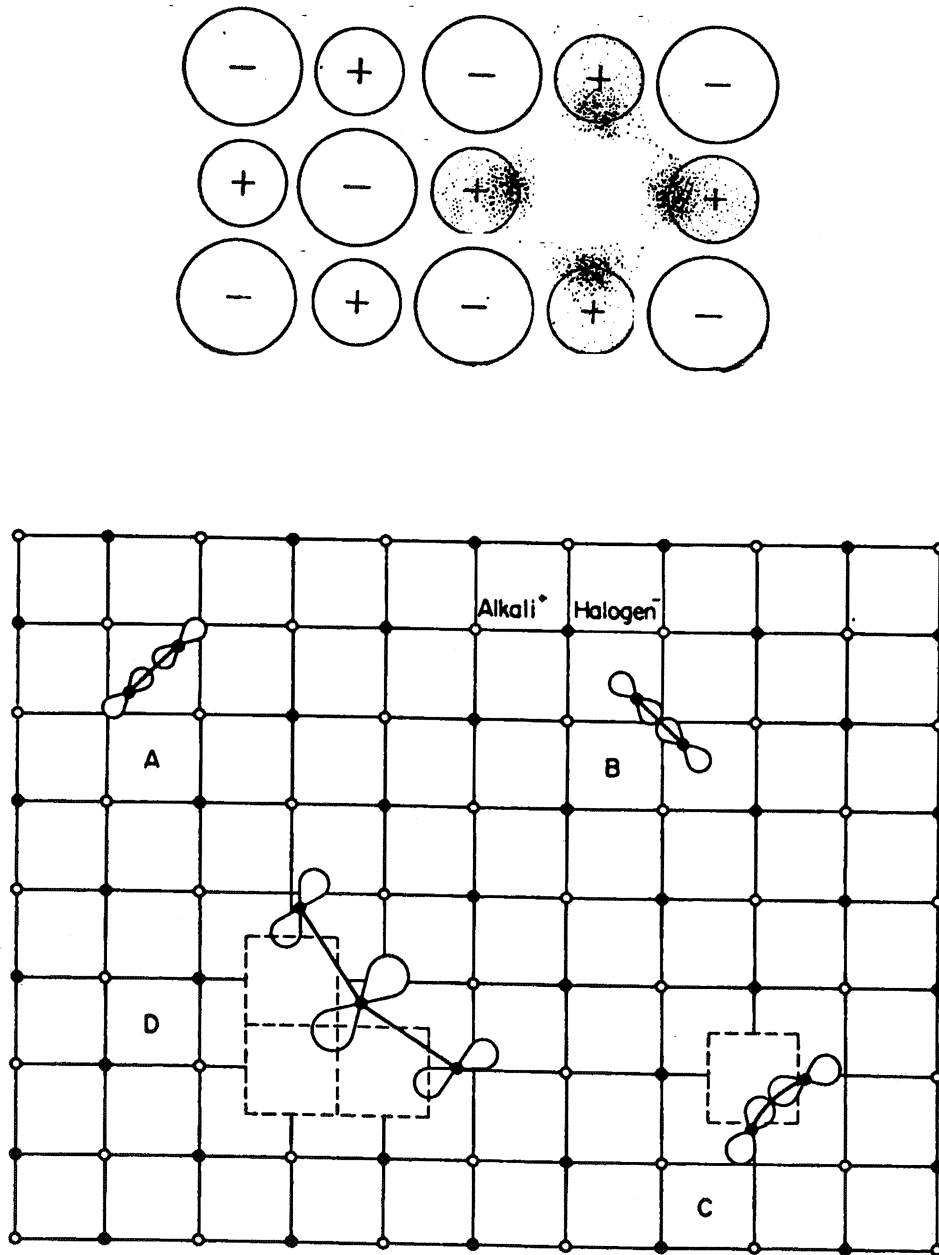 − + − + −
+ − + +
− + − + −
Alkali⁺ Halogen⁻
A B
D
C